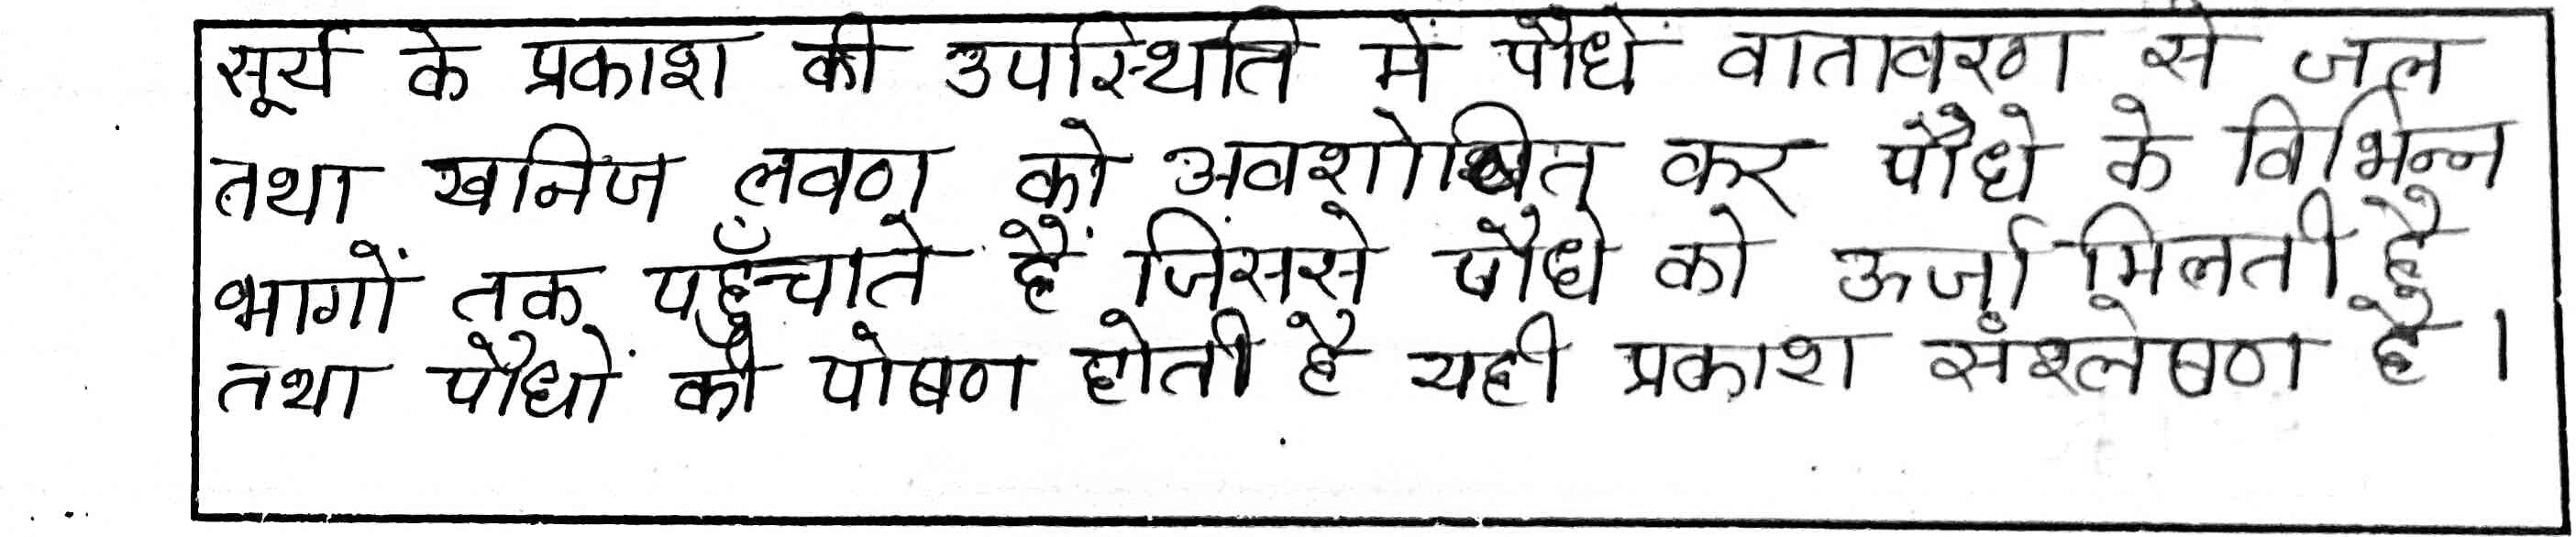 सूर्य के प्रकाश की उपस्थिति में पौधें वातावरण से जल
तथा खनिज लवण को अवशोषित कर पौधे के विभिन्न
भागों तक पहुँचाते हैं जिससे पौधे को ऊर्जा मिलती है
तथा पौधों की पोषण होती है यही प्रकाश संश्लेषण है।